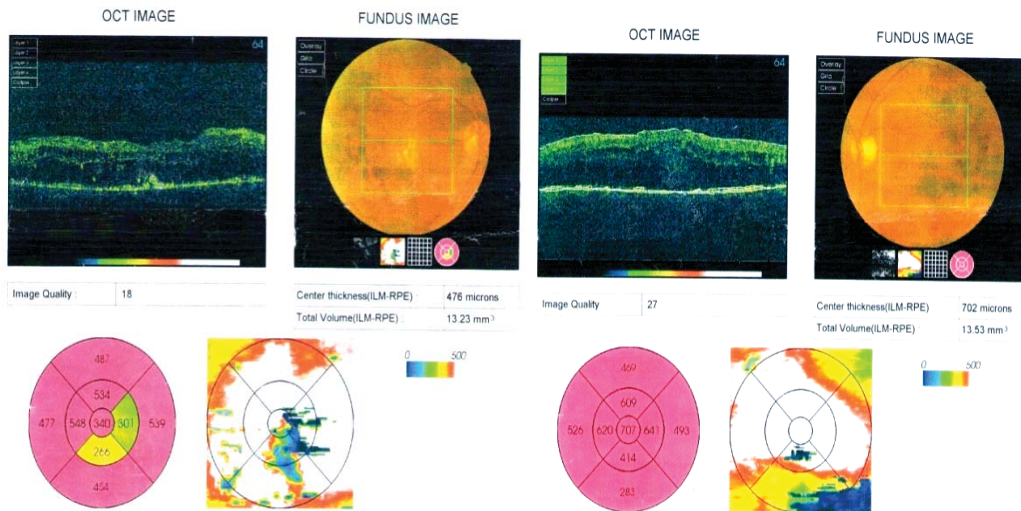 OCT IMAGE
FUNDUS IMAGE
64
Overlay
Grid
Circle
Image Quality : 18
Center thickness(ILM-RPE) 476 microns
Total Volume(ILM-RPE) : 13.23 mm³
487
534
477 548 340 301 539
266
454
0 500
OCT IMAGE
FUNDUS IMAGE
64
Overlay
Grid
Circle
Image Quality 27
Center thickness(ILM-RPE) 702 microns
Total Volume(ILM-RPE) 13.53 mm³
469
609
526 620 707 641 493
414
283
0 500